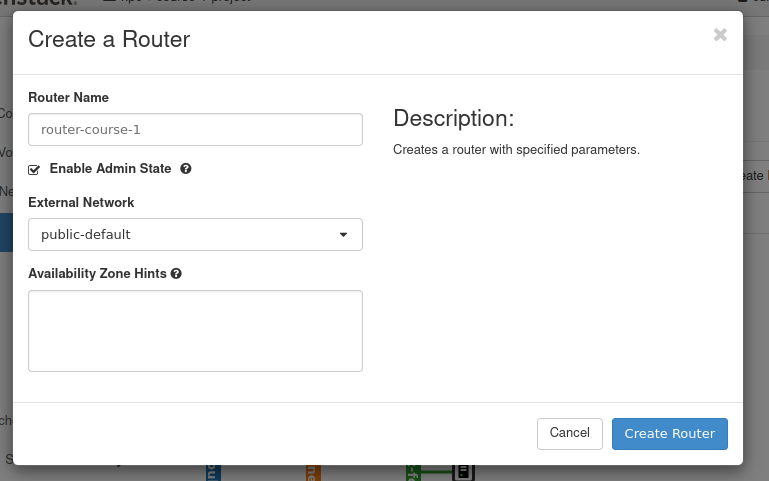 Create a Router
Router Name
router-course-1
Enable Admin State
External Network
public-default
Availability Zone Hints
Description:
Creates a router with specified parameters.
Cancel
Create Router